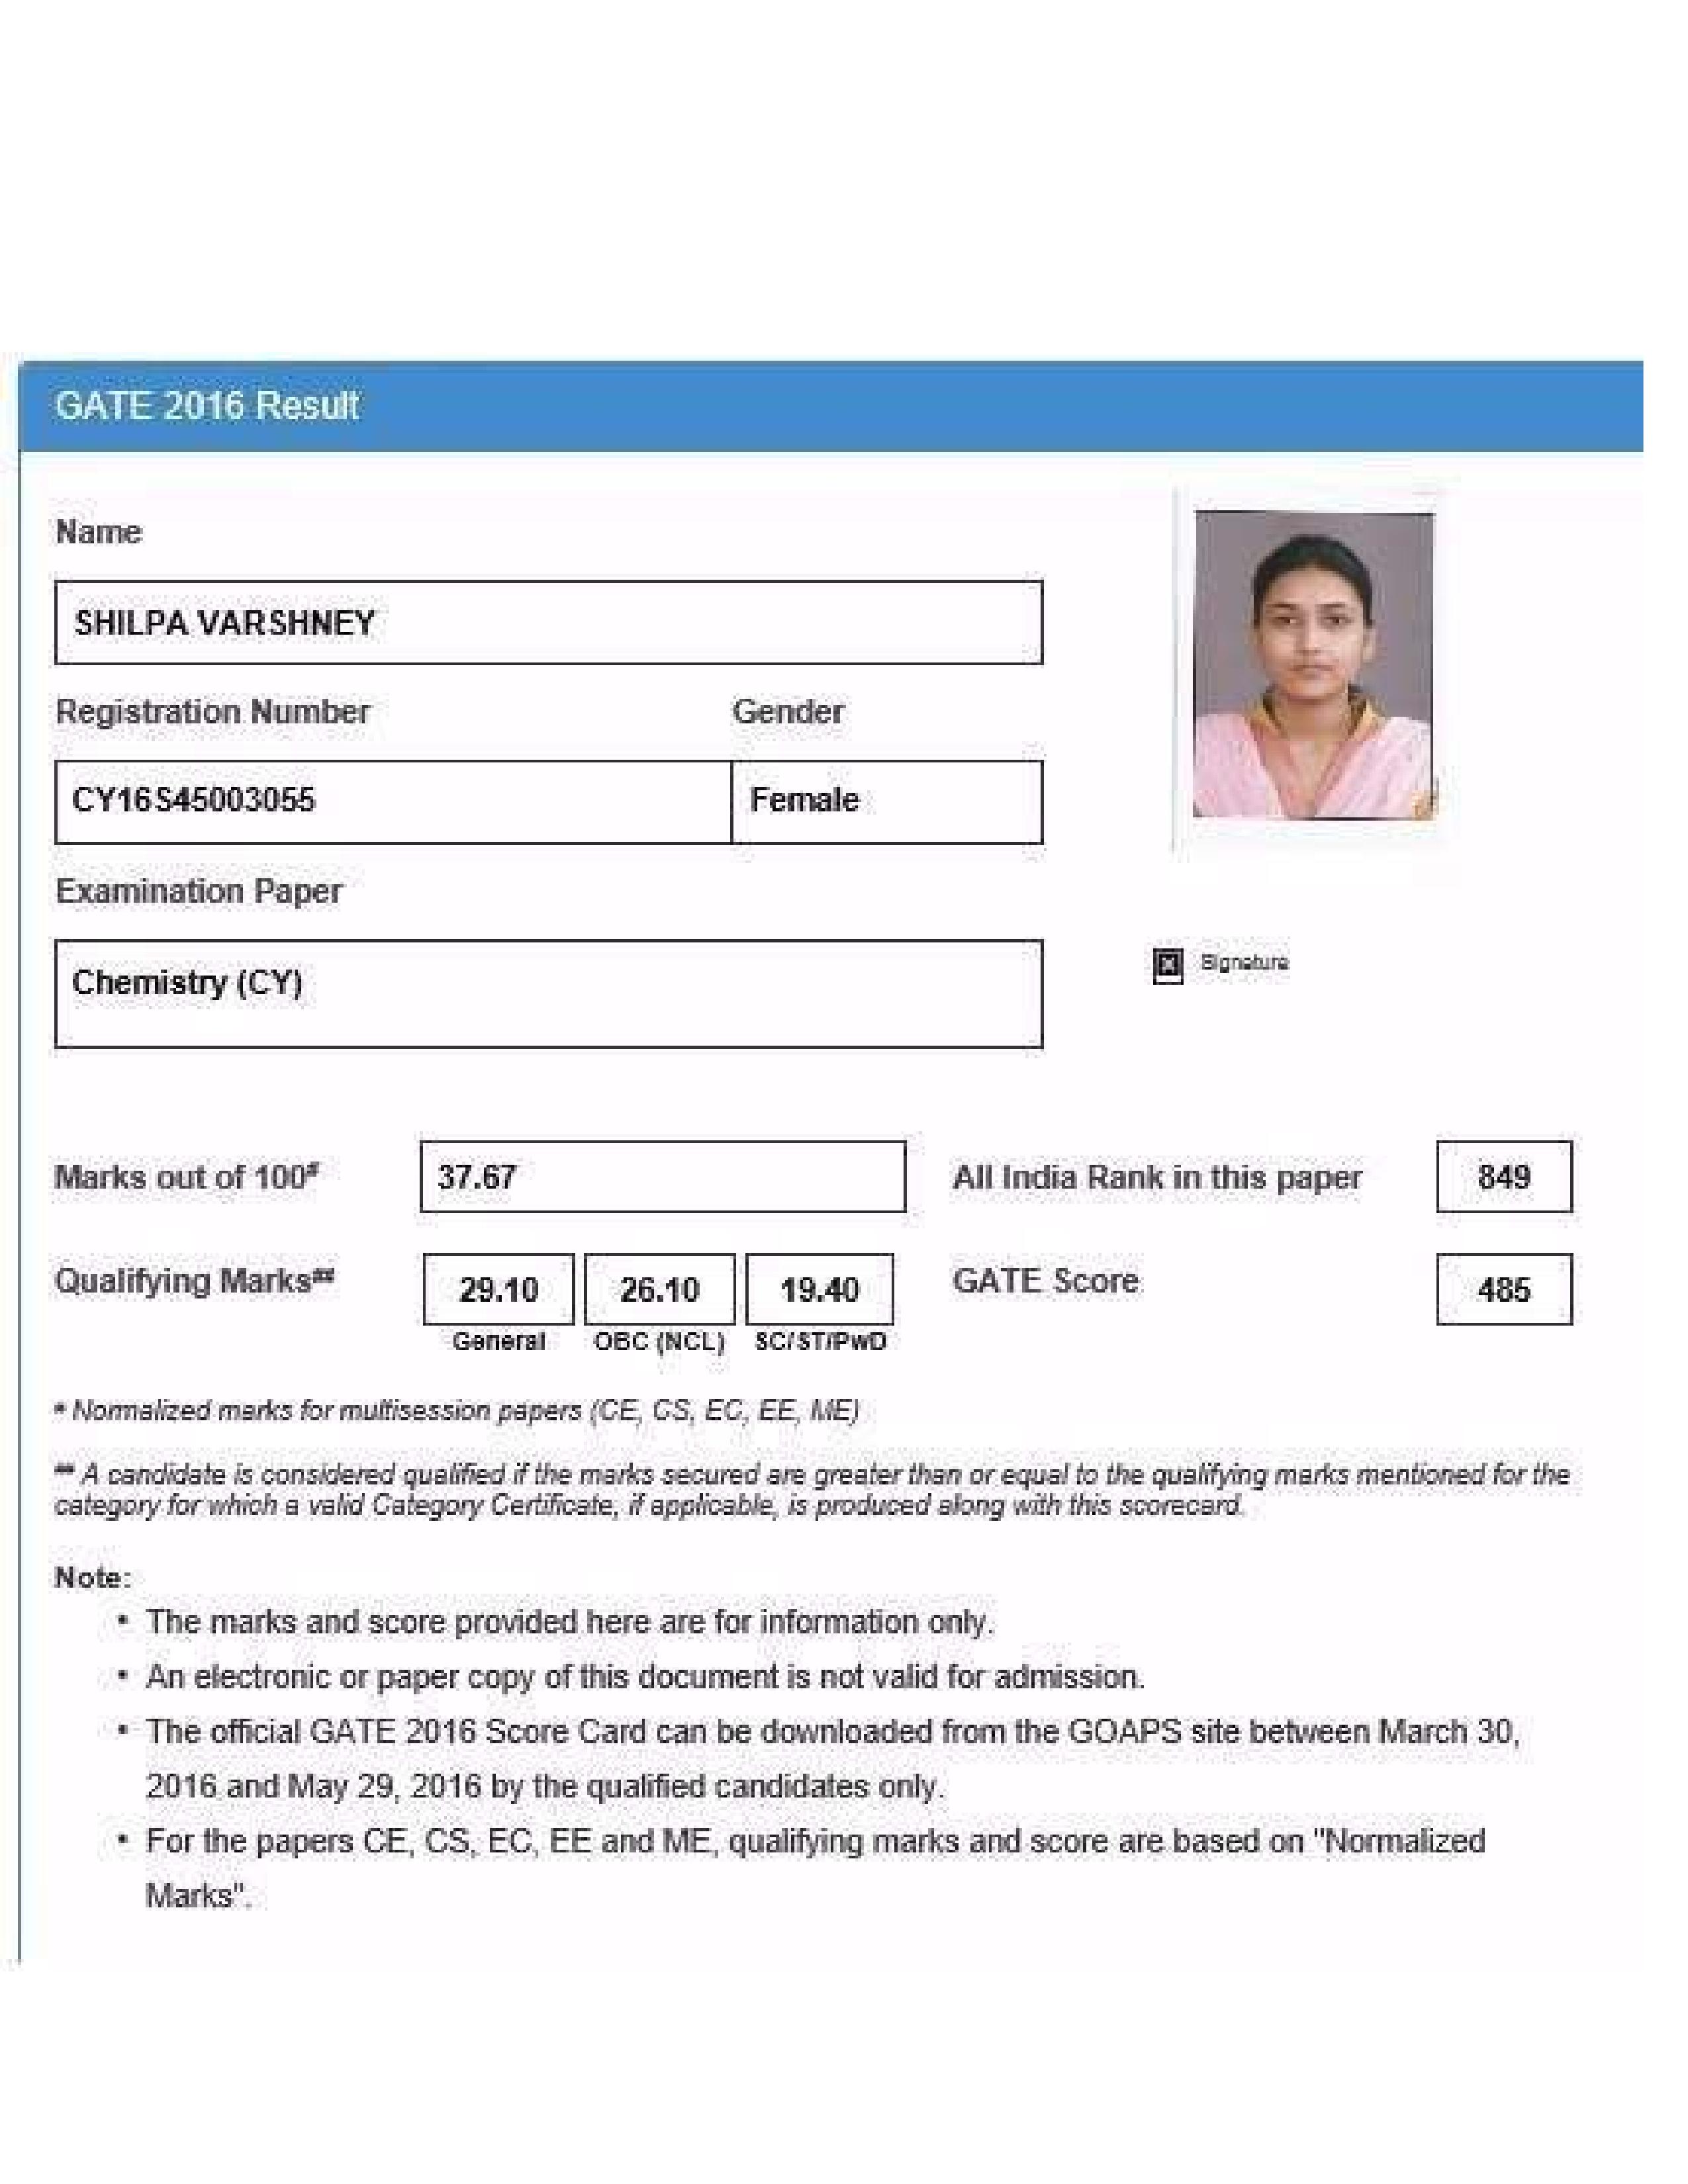 GATE 2016 Result
Name
SHILPA VARSHNEY
Registration Number Gender
CY16S45003055 Female
Examination Paper
Chemistry (CY)
Signature
Marks out of 100# 37.67 All India Rank in this paper 849
Qualifying Marks## 29.10 26.10 19.40 GATE Score 485
General OBC (NCL) SC/ST/PwD
* Normalized marks for multisession papers (CE, CS, EC, EE, ME)
## A candidate is considered qualified if the marks secured are greater than or equal to the qualifying marks mentioned for the
category for which a valid Category Certificate, if applicable, is produced along with this scorecard.
Note:
• The marks and score provided here are for information only.
• An electronic or paper copy of this document is not valid for admission.
• The official GATE 2016 Score Card can be downloaded from the GOAPS site between March 30,
2016 and May 29, 2016 by the qualified candidates only.
• For the papers CE, CS, EC, EE and ME, qualifying marks and score are based on "Normalized
Marks".